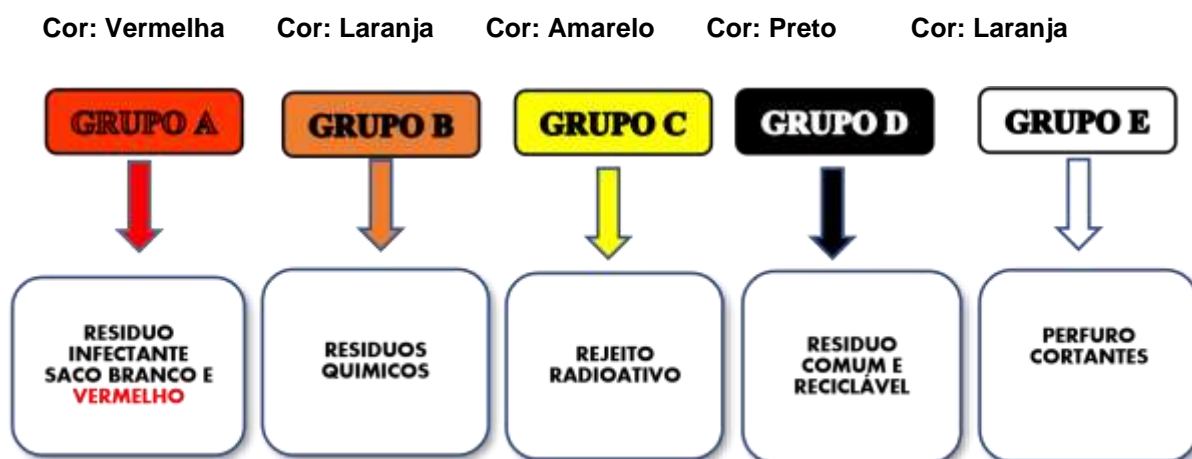 Cor: Vermelha Cor: Laranja Cor: Amarelo Cor: Preto Cor: Laranja
GRUPO A GRUPO B GRUPO C GRUPO D GRUPO E
RESIDUO
INFECTANTE
SACO BRANCO E
VERMELHO
RESIDUOS
QUIMICOS
REJEITO
RADIOATIVO
RESIDUO
COMUM E
RECICLÁVEL
PERFURO
CORTANTES